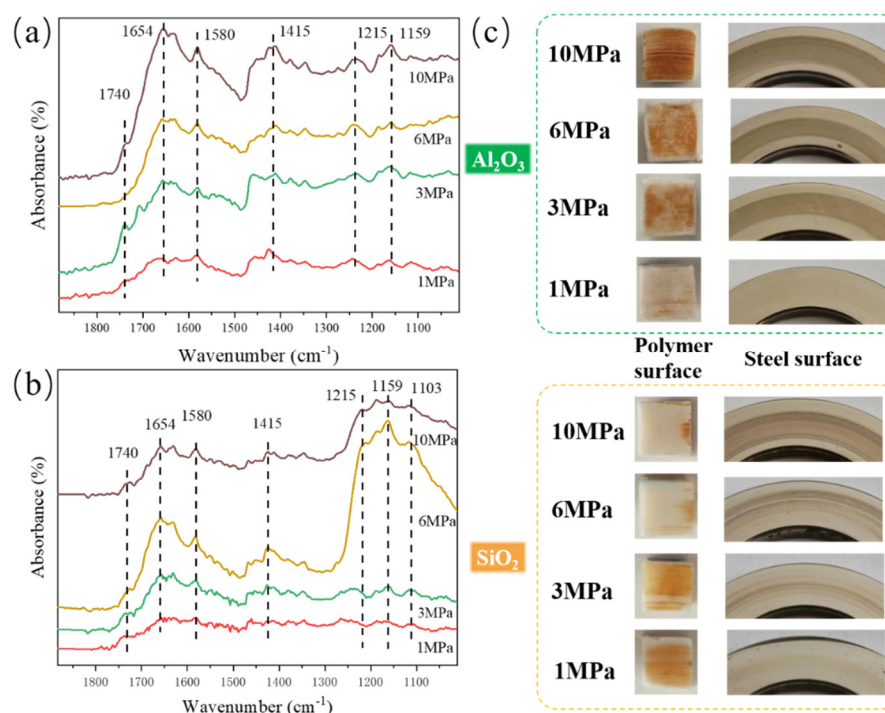 (a)
1654
1580
1415
1215
1159
1740
10MPa
6MPa
3MPa
1MPa
Absorbance (%)
1800 1700 1600 1500 1400 1300 1200 1100
Wavenumber (cm⁻¹)
(b)
1215 1159 1103
1654
1580
1415
1740
10MPa
6MPa
3MPa
1MPa
Absorbance (%)
1800 1700 1600 1500 1400 1300 1200 1100
Wavenumber (cm⁻¹)
(c)
Al₂O₃
10MPa
6MPa
3MPa
1MPa
Polymer
surface
Steel surface
SiO₂
10MPa
6MPa
3MPa
1MPa